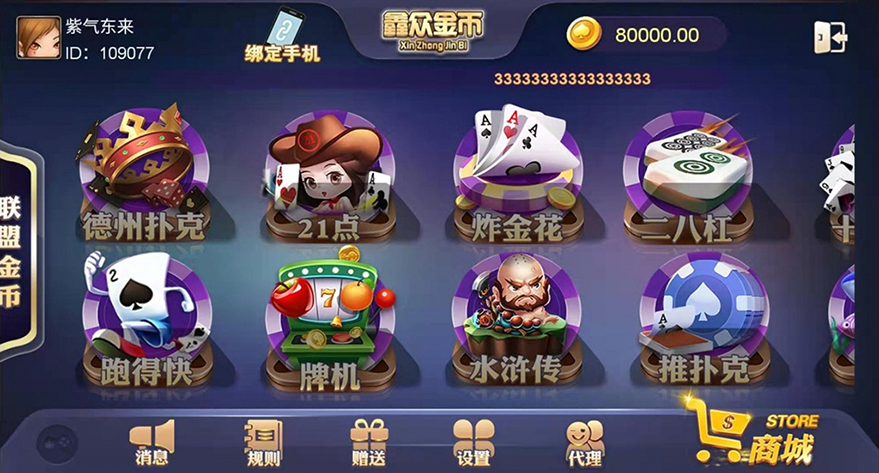 紫气东来
ID: 109077
绑定手机
鑫众金币
Xin Zhong Jin Bi
80000.00
33333333333333333
联盟金币
德州扑克
21点
炸金花
二八杠
十
跑得快
牌机
水浒传
推扑克
消息
规则
赠送
设置
代理
STORE
商城